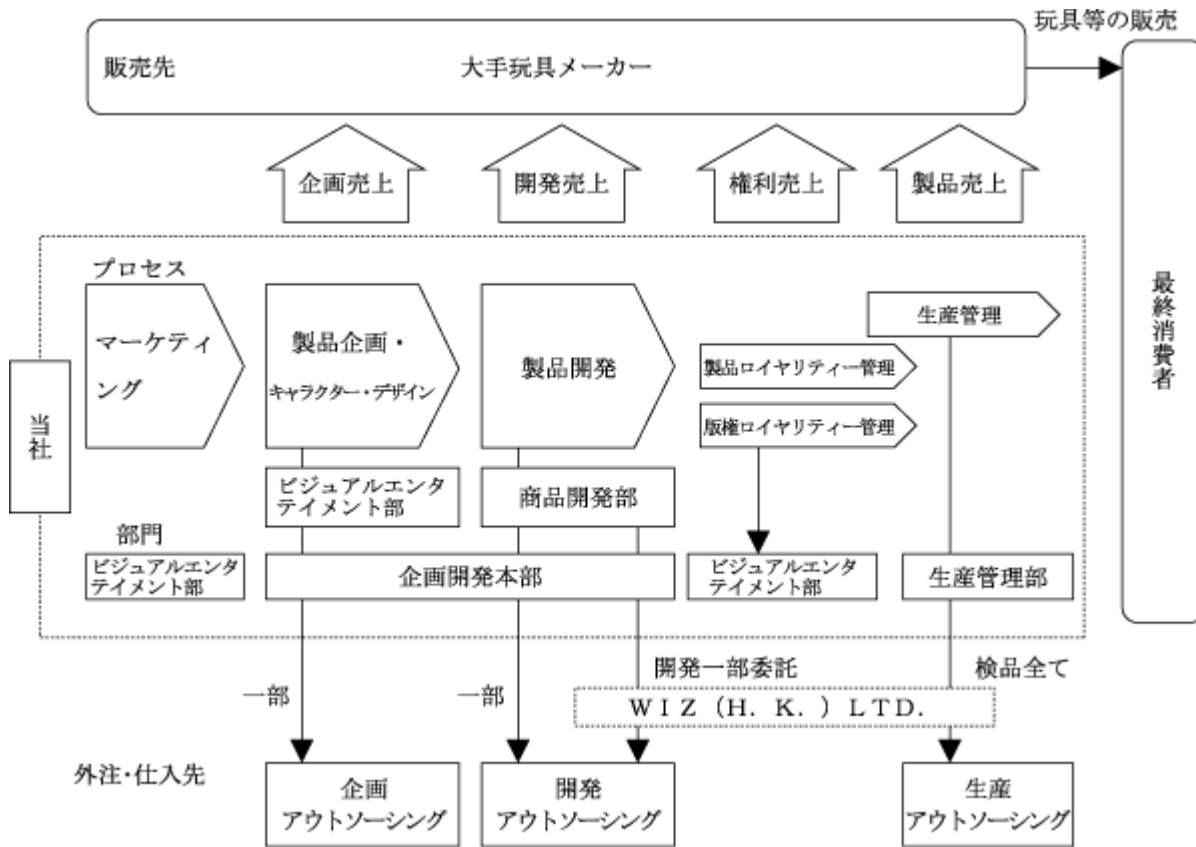 玩具等の販売
販売先
大手玩具メーカー
企画売上
開発売上
権利売上
製品売上
最終消費者
プロセス
マーケティ
ング
製品企画・
キャラクター・デザイン
製品開発
生産管理
製品ロイヤリティー管理
版権ロイヤリティー管理
当社
ビジュアルエンタ
テイメント部
商品開発部
部門
ビジュアルエンタ
テイメント部
企画開発本部
ビジュアルエンタ
テイメント部
生産管理部
一部
一部
開発一部委託
検品全て
ＷＩＺ（Ｈ．Ｋ．）ＬＴＤ．
外注・仕入先
企画
アウトソーシング
開発
アウトソーシング
生産
アウトソーシング